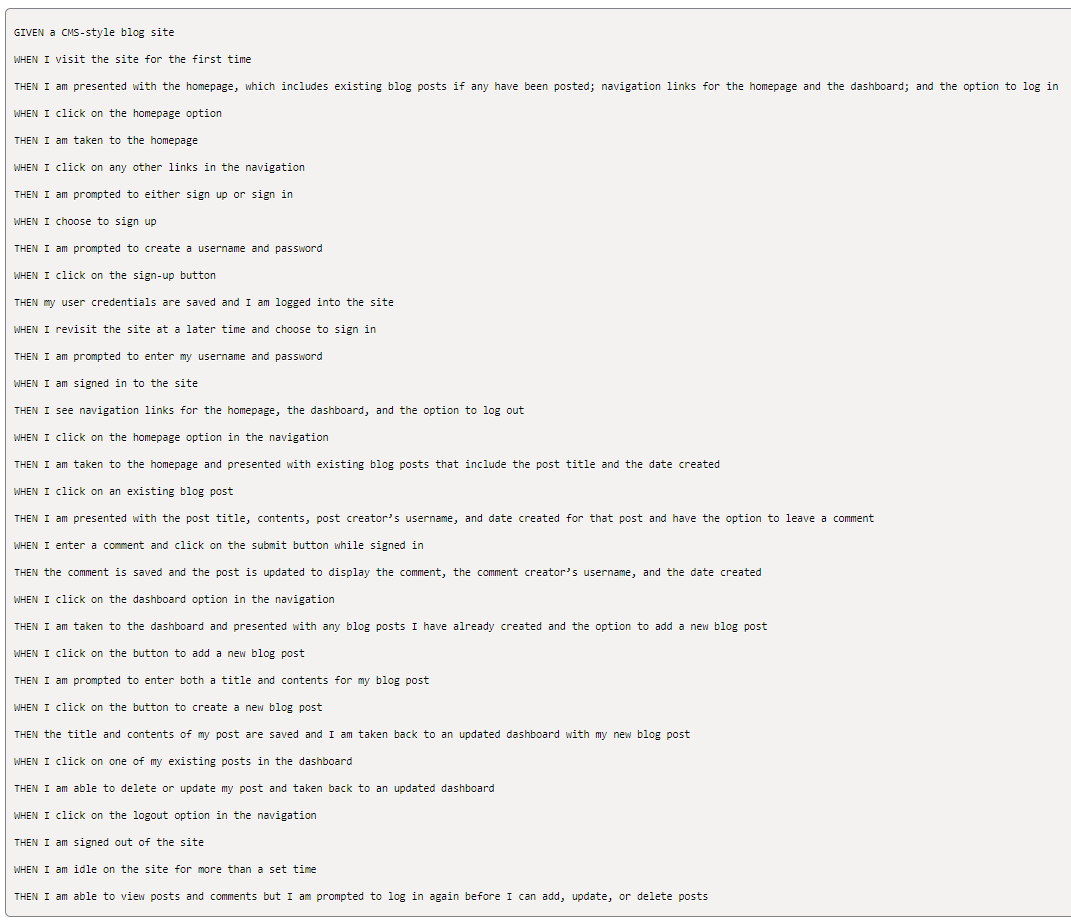 GIVEN a CMS-style blog site
WHEN I visit the site for the first time
THEN I am presented with the homepage, which includes existing blog posts if any have been posted; navigation links for the homepage and the dashboard; and the option to log in
WHEN I click on the homepage option
THEN I am taken to the homepage
WHEN I click on any other links in the navigation
THEN I am prompted to either sign up or sign in
WHEN I choose to sign up
THEN I am prompted to create a username and password
WHEN I click on the sign-up button
THEN my user credentials are saved and I am logged into the site
WHEN I revisit the site at a later time and choose to sign in
THEN I am prompted to enter my username and password
WHEN I am signed in to the site
THEN I see navigation links for the homepage, the dashboard, and the option to log out
WHEN I click on the homepage option in the navigation
THEN I am taken to the homepage and presented with existing blog posts that include the post title and the date created
WHEN I click on an existing blog post
THEN I am presented with the post title, contents, post creator’s username, and date created for that post and have the option to leave a comment
WHEN I enter a comment and click on the submit button while signed in
THEN the comment is saved and the post is updated to display the comment, the comment creator’s username, and the date created
WHEN I click on the dashboard option in the navigation
THEN I am taken to the dashboard and presented with any blog posts I have already created and the option to add a new blog post
WHEN I click on the button to add a new blog post
THEN I am prompted to enter both a title and contents for my blog post
WHEN I click on the button to create a new blog post
THEN the title and contents of my post are saved and I am taken back to an updated dashboard with my new blog post
WHEN I click on one of my existing posts in the dashboard
THEN I am able to delete or update my post and taken back to an updated dashboard
WHEN I click on the logout option in the navigation
THEN I am signed out of the site
WHEN I am idle on the site for more than a set time
THEN I am able to view posts and comments but I am prompted to log in again before I can add, update, or delete posts